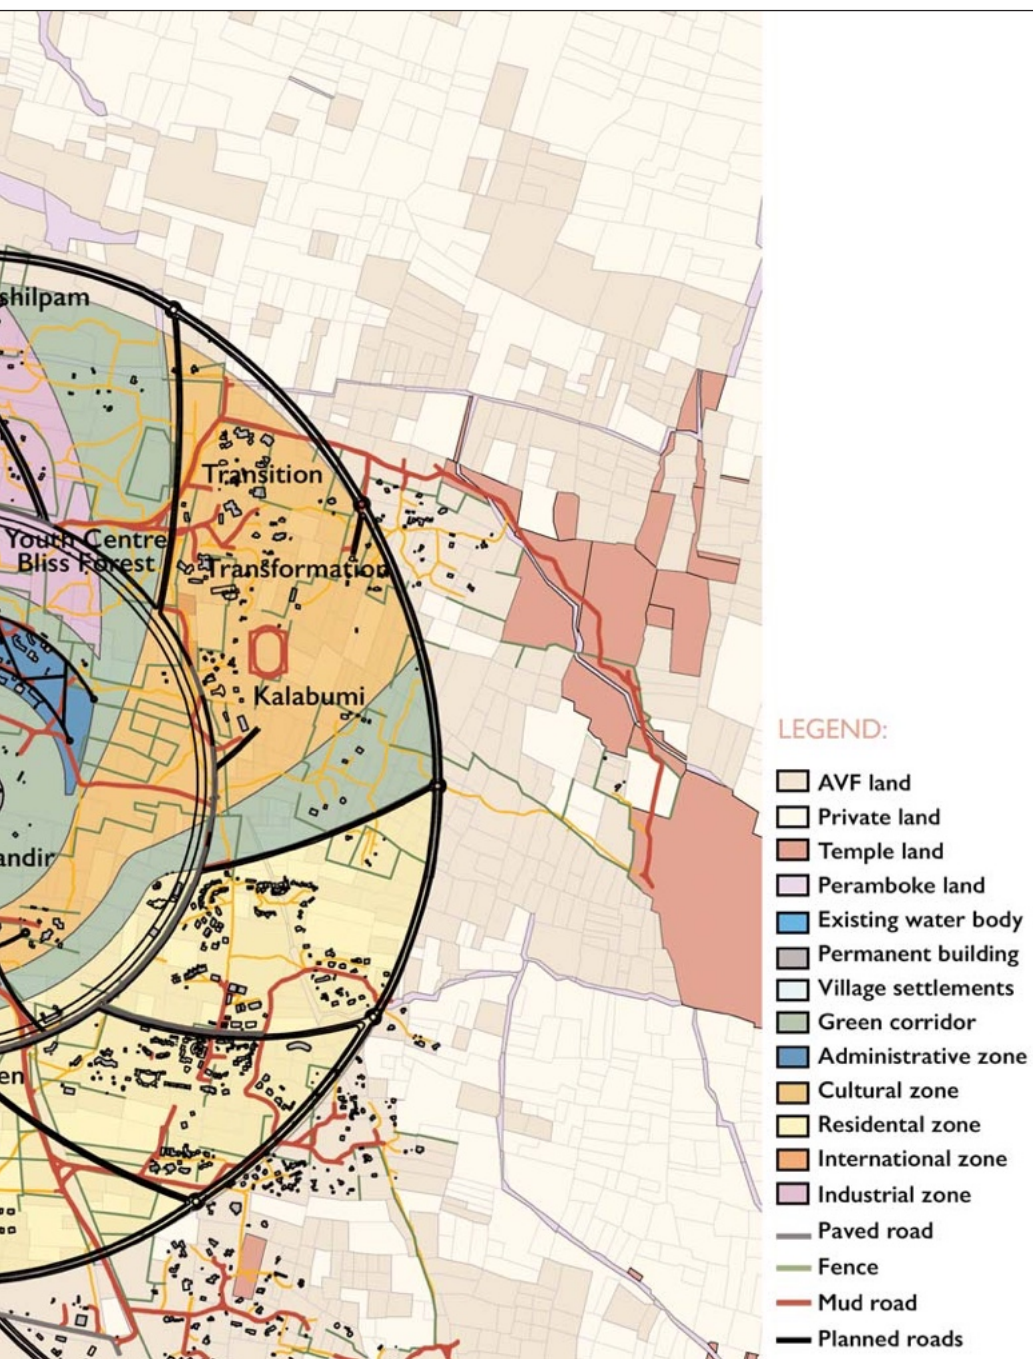 shilpam
Transition
Youth Centre
Bliss Forest
Transformation
Kalabumi
andir
en
LEGEND:
AVF land
Private land
Temple land
Peramboke land
Existing water body
Permanent building
Village settlements
Green corridor
Administrative zone
Cultural zone
Residental zone
International zone
Industrial zone
Paved road
Fence
Mud road
Planned roads